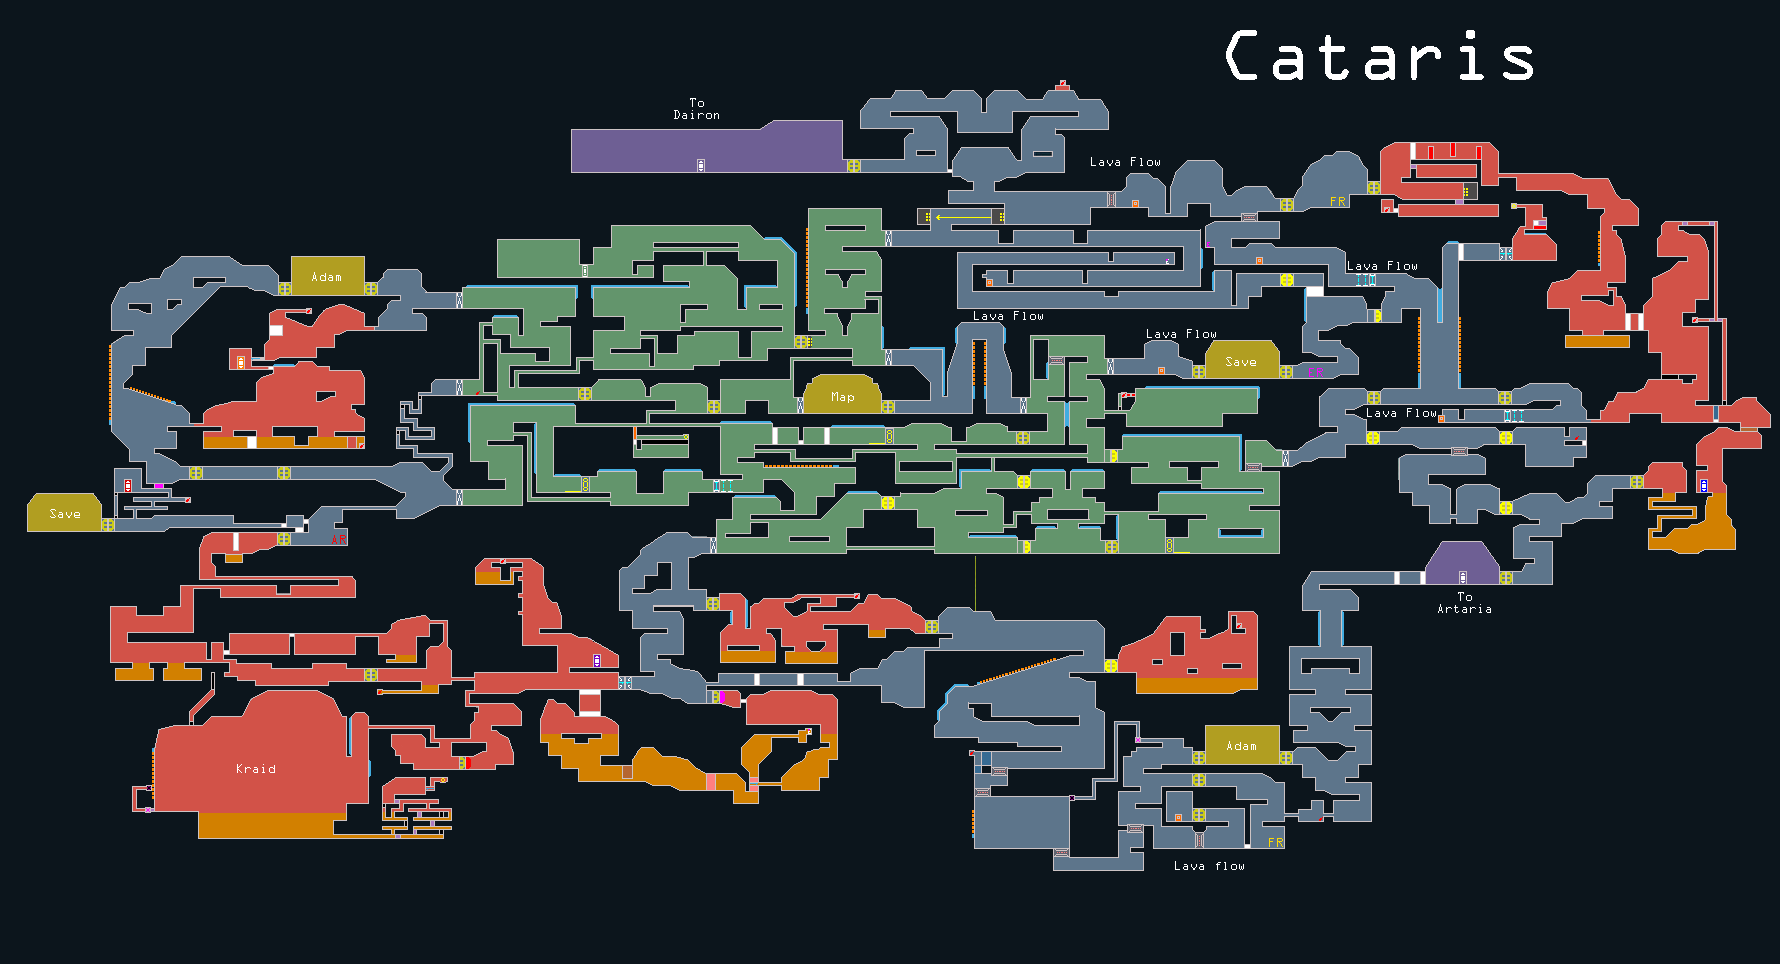 Cataris
To
Dairon
Lava Flow
FR
Adam
Lava Flow
Lava Flow
Lava Flow
Save
FR
Map
Lava Flow
Save
AR
To
Artaria
Adam
Kraid
FR
Lava flow